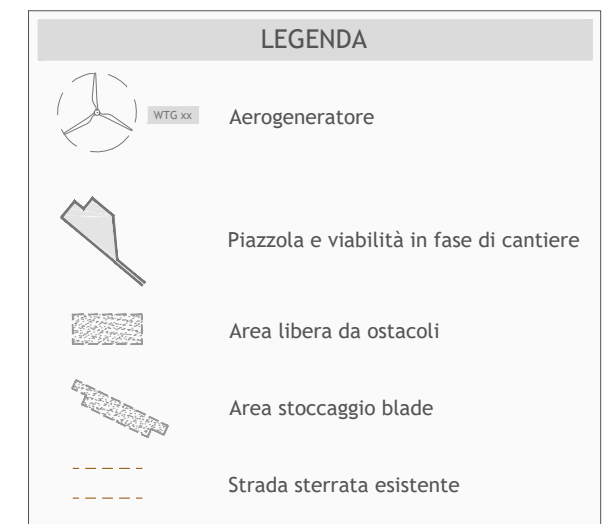 LEGENDA
WTG xx
Aerogeneratore
Piazzola e viabilità in fase di cantiere
Area libera da ostacoli
Area stoccaggio blade
Strada sterrata esistente